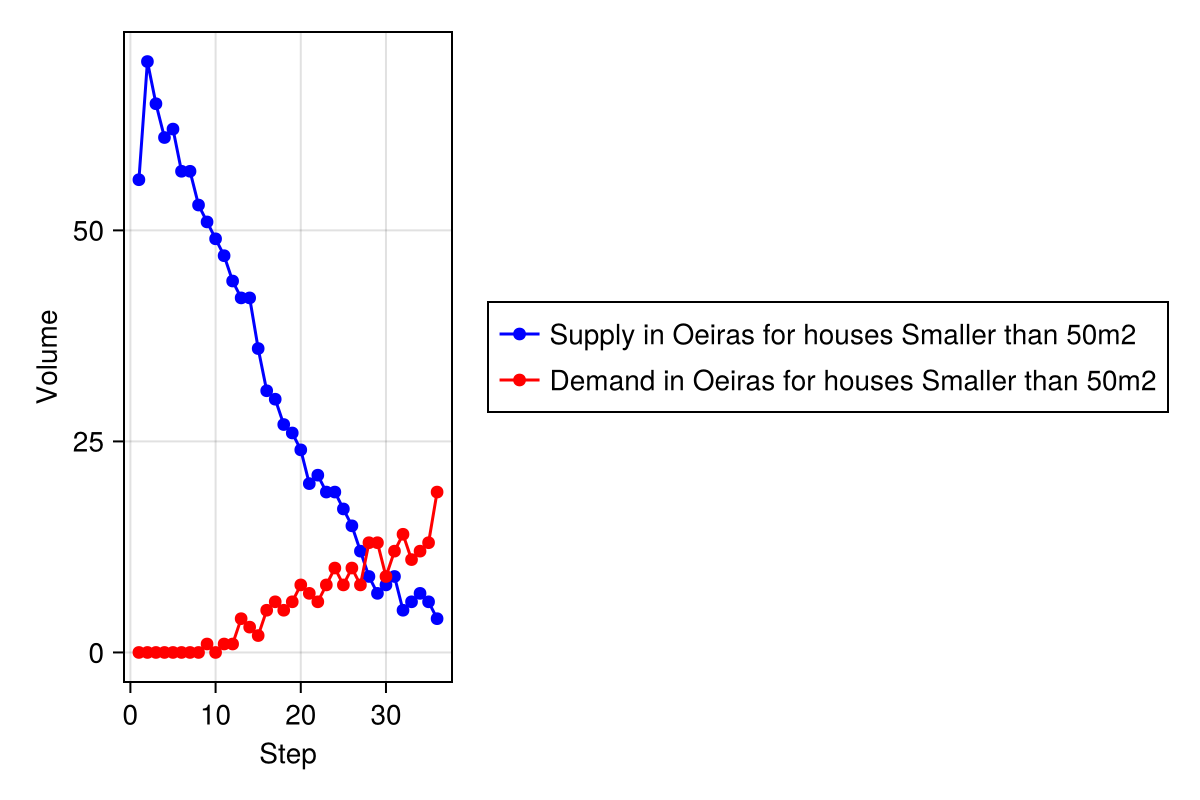 Volume
50
25
0
0 10 20 30
Step
Supply in Oeiras for houses Smaller than 50m2
Demand in Oeiras for houses Smaller than 50m2